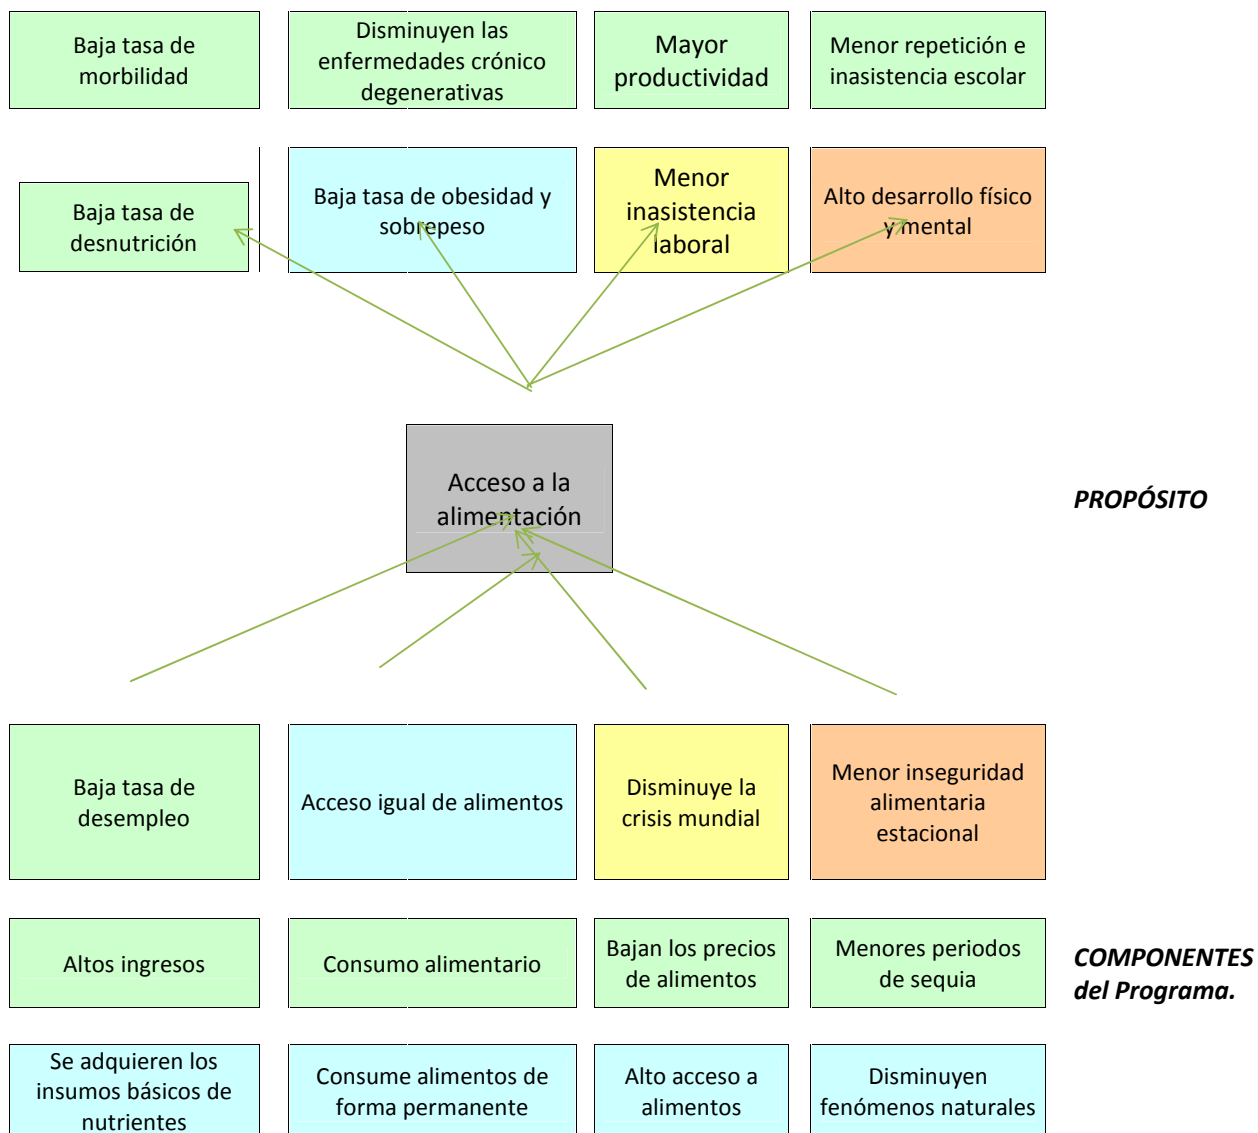 Baja tasa de
morbilidad
Disminuyen las
enfermedades crónico
degenerativas
Mayor
productividad
Menor repetición e
inasistencia escolar
Baja tasa de
desnutrición
Baja tasa de obesidad y
sobrepeso
Menor
inasistencia
laboral
Alto desarrollo físico
y mental
Acceso a la
alimentación
PROPÓSITO
Baja tasa de
desempleo
Acceso igual de alimentos
Disminuye la
crisis mundial
Menor inseguridad
alimentaria
estacional
Altos ingresos
Consumo alimentario
Bajan los precios
de alimentos
Menores periodos
de sequia
COMPONENTES
del Programa.
Se adquieren los
insumos básicos de
nutrientes
Consume alimentos de
forma permanente
Alto acceso a
alimentos
Disminuyen
fenómenos naturales